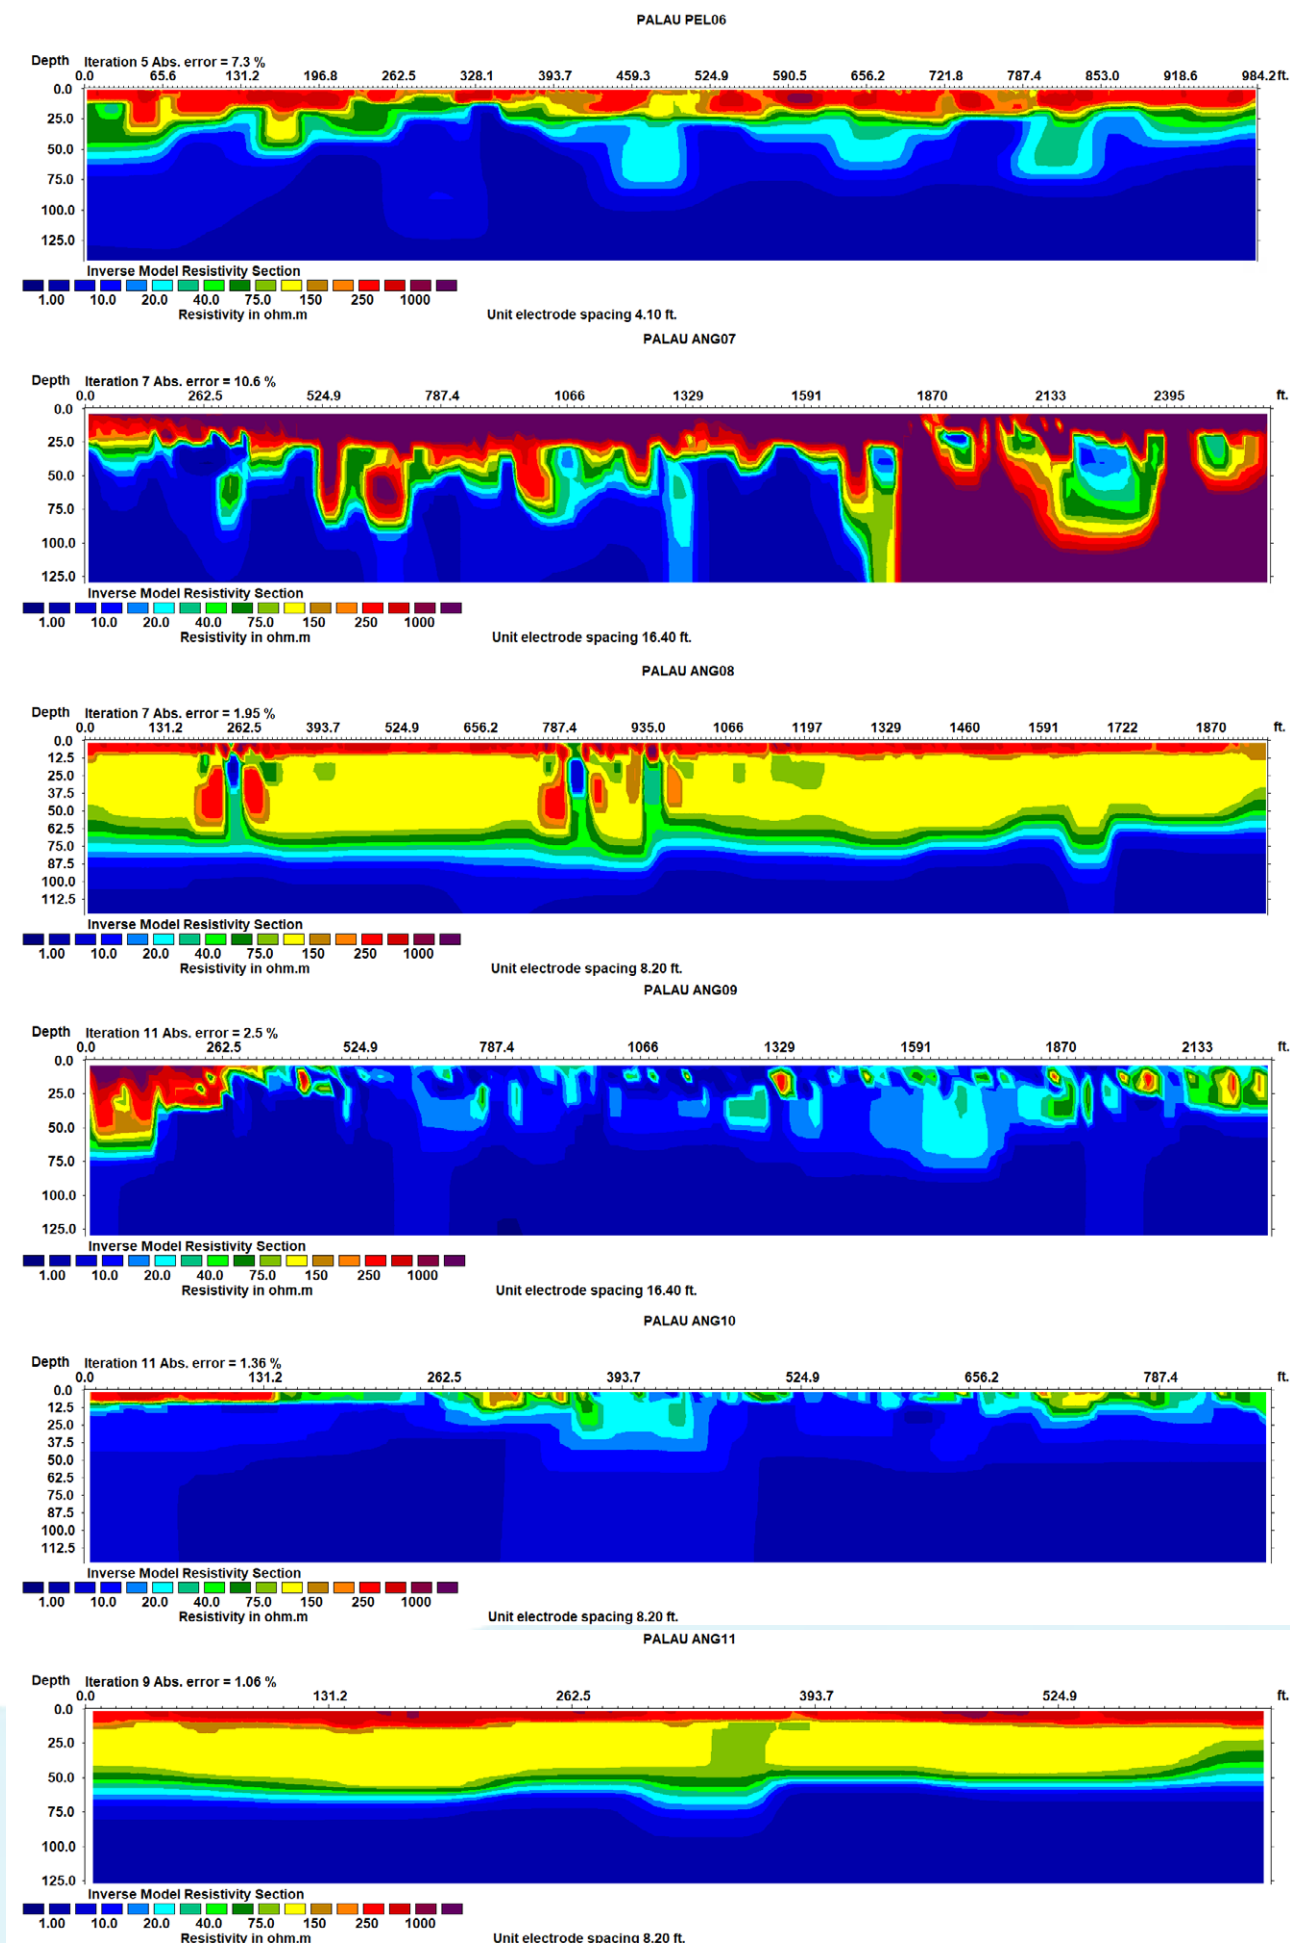 PALAU PEL06
Depth Iteration 5 Abs. error = 7.3 %
0.0 65.6 131.2 196.8 262.5 328.1 393.7 459.3 524.9 590.5 656.2 721.8 787.4 853.0 918.6 984.2 ft.
0.0
25.0
50.0
75.0
100.0
125.0
Inverse Model Resistivity Section
1.00 10.0 20.0 40.0 75.0 150 250 1000
Resistivity in ohm.m Unit electrode spacing 4.10 ft.
PALAU ANG07
Depth Iteration 7 Abs. error = 10.6 %
0.0 262.5 524.9 787.4 1066 1329 1591 1870 2133 2395 ft.
0.0
25.0
50.0
75.0
100.0
125.0
Inverse Model Resistivity Section
1.00 10.0 20.0 40.0 75.0 150 250 1000
Resistivity in ohm.m Unit electrode spacing 16.40 ft.
PALAU ANG08
Depth Iteration 7 Abs. error = 1.95 %
0.0 131.2 262.5 393.7 524.9 656.2 787.4 935.0 1066 1197 1329 1460 1591 1722 1870 ft.
0.0
12.5
25.0
37.5
50.0
62.5
75.0
87.5
100.0
112.5
Inverse Model Resistivity Section
1.00 10.0 20.0 40.0 75.0 150 250 1000
Resistivity in ohm.m Unit electrode spacing 8.20 ft.
PALAU ANG09
Depth Iteration 11 Abs. error = 2.5 %
0.0 262.5 524.9 787.4 1066 1329 1591 1870 2133 ft.
0.0
25.0
50.0
75.0
100.0
125.0
Inverse Model Resistivity Section
1.00 10.0 20.0 40.0 75.0 150 250 1000
Resistivity in ohm.m Unit electrode spacing 16.40 ft.
PALAU ANG10
Depth Iteration 11 Abs. error = 1.36 %
0.0 131.2 262.5 393.7 524.9 656.2 787.4 ft.
0.0
12.5
25.0
37.5
50.0
62.5
75.0
87.5
100.0
112.5
Inverse Model Resistivity Section
1.00 10.0 20.0 40.0 75.0 150 250 1000
Resistivity in ohm.m Unit electrode spacing 8.20 ft.
PALAU ANG11
Depth Iteration 9 Abs. error = 1.06 %
0.0 131.2 262.5 393.7 524.9 ft.
0.0
25.0
50.0
75.0
100.0
125.0
Inverse Model Resistivity Section
1.00 10.0 20.0 40.0 75.0 150 250 1000
Resistivity in ohm.m Unit electrode spacing 8.20 ft.